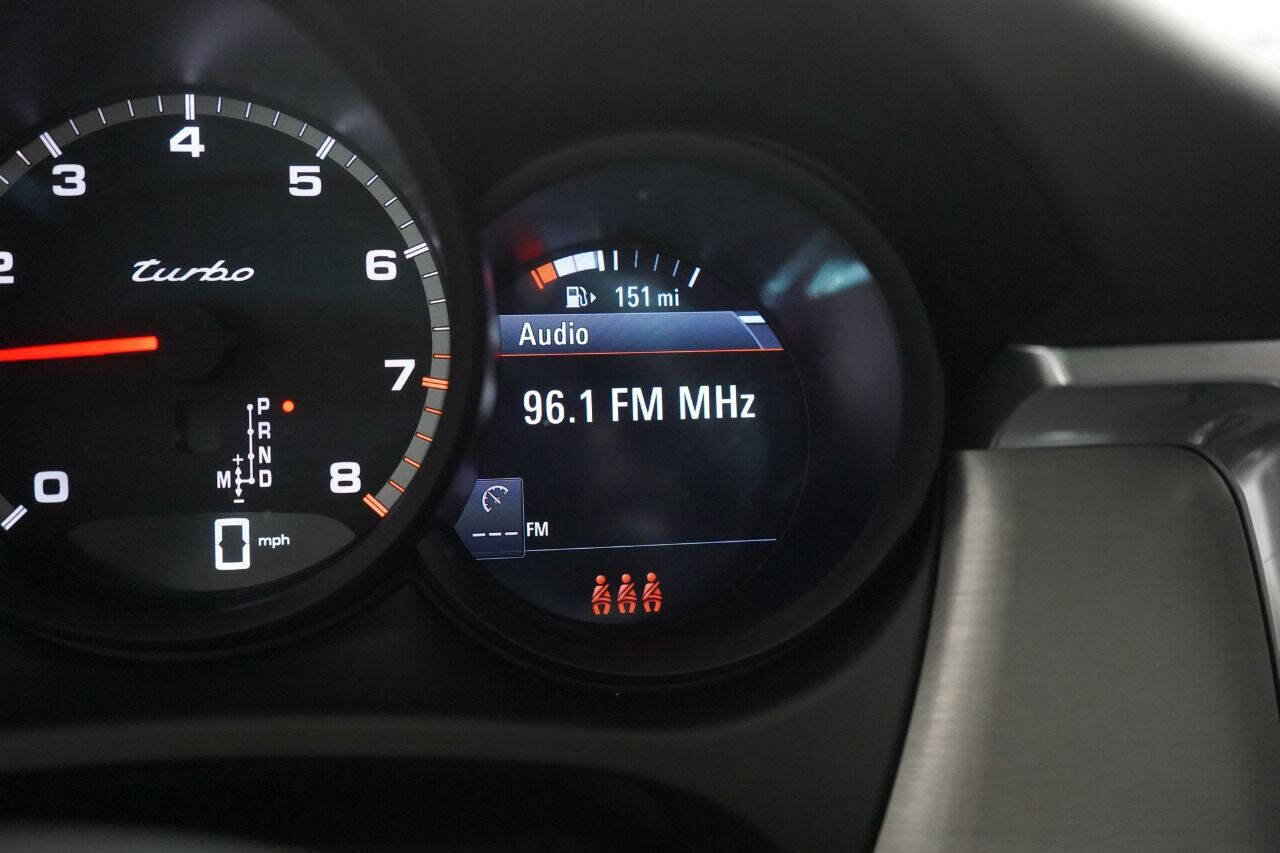 2
3
4
5
6
7
8
0
turbo
P
R
N
M + D
−
0 mph
151 mi
Audio
96.1 FM MHz
--- FM